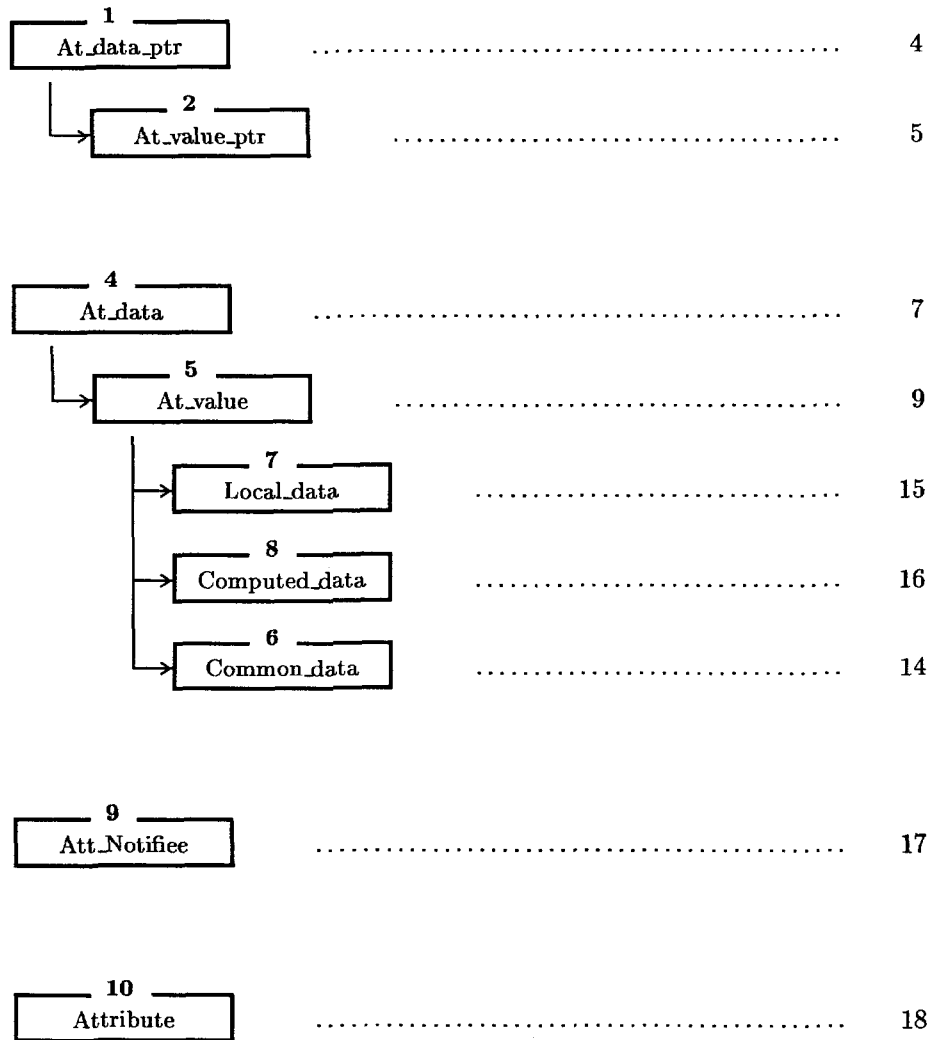 1
At_data_ptr ........................................ 4
2
At_value_ptr .................................. 5
4
At_data ........................................ 7
5
At_value .................................. 9
7
Local_data ............................ 15
8
Computed_data ............................ 16
6
Common_data ............................ 14
9
Att_Notifiee ........................................ 17
10
Attribute ........................................ 18